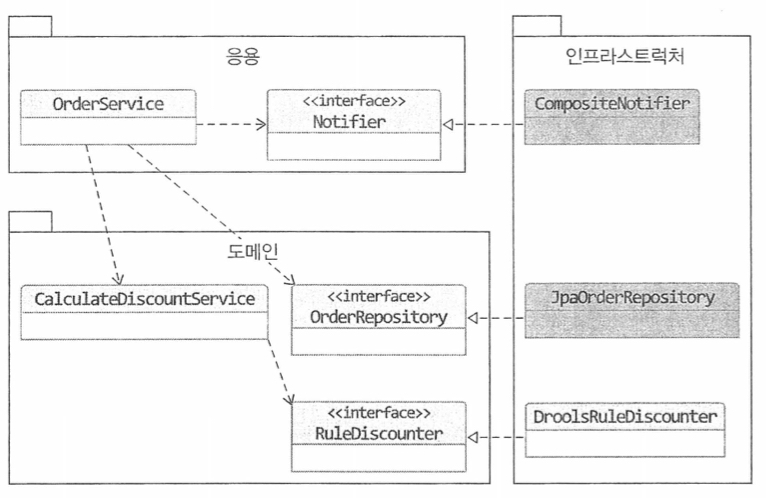 응용
인프라스트럭처
OrderService
<<interface>>
Notifier
CompositeNotifier
도메인
CalculateDiscountService
<<interface>>
OrderRepository
JpaOrderRepository
<<interface>>
RuleDiscounter
DroolsRuleDiscounter